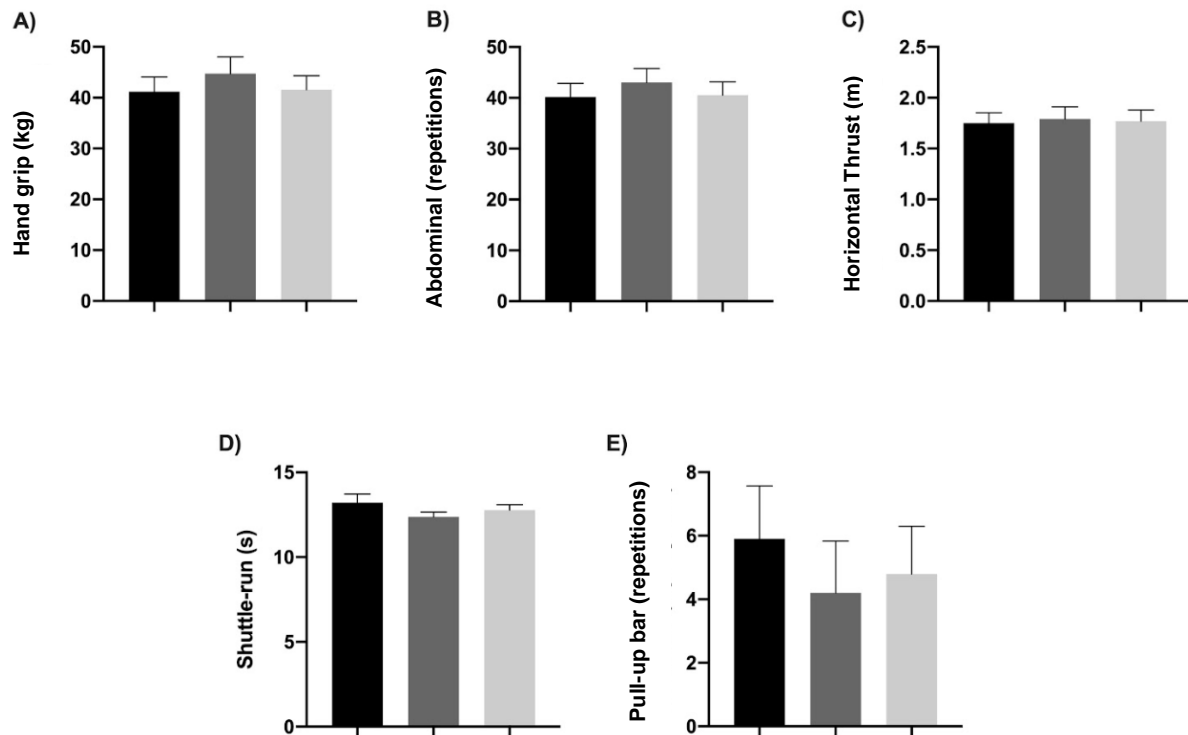 A)
Hand grip (kg)
50
40
30
20
10
0
B)
Abdominal (repetitions)
50
40
30
20
10
0
C)
Horizontal Thrust (m)
2.5
2.0
1.5
1.0
0.5
0.0
D)
Shuttle-run (s)
15
10
5
0
E)
Pull-up bar (repetitions)
8
6
4
2
0